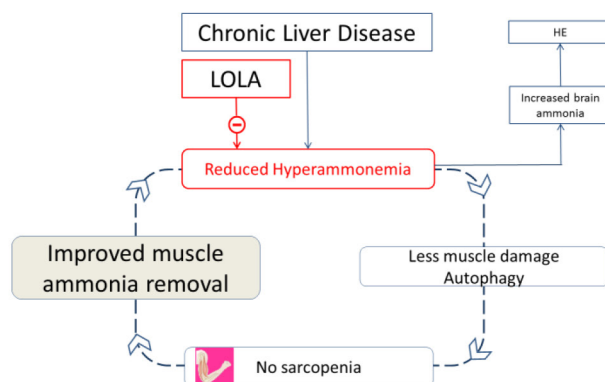 Chronic Liver Disease
HE
LOLA
Increased brain
ammonia
Reduced Hyperammonemia
Improved muscle
ammonia removal
Less muscle damage
Autophagy
No sarcopenia